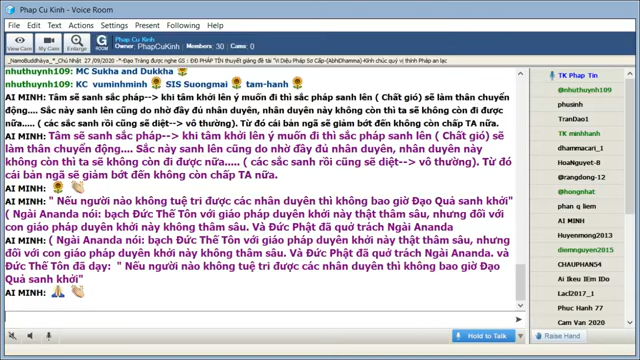 Phap Cu Kinh - Voice Room
File Edit Text Actions Settings Present Following Help
View Cam My Cam Enlarge Room
Phap Cu Kinh
Owner PhapCuKinh Members: 30 Cams: 0
_NamoBuddhàya_Chủ Nhật 27/09/2020 -*-Đạo Tràng được nghe GS : ĐĐ PHÁP TÍN thuyết giảng đề tài "Vi Diệu Pháp Sơ Cấp-(AbhiDhamma)-Kính chúc quý vị thính Pháp an lạc
nhuthuynh109: MC Sukha and Dukkha
nhuthuynh109: KC vuminhminh SIS Suongmai tam-hanh
AI MINH: Tâm sẽ sanh sắc pháp--> khi tâm khởi lên ý muốn đi thì sắc pháp sanh lên ( Chất gió) sẽ làm thân chuyển
động.... Sắc này sanh lên cũng do nhờ đầy đủ nhân duyên, nhân duyên này không còn thì ta sẽ không còn đi được
nữa..... ( các sắc sanh rồi cũng sẽ diệt--> vô thường). Từ đó cái bản ngã sẽ giảm bớt đến không còn chấp TA nữa.
AI MINH: Tâm sẽ sanh sắc pháp--> khi tâm khởi lên ý muốn đi thì sắc pháp sanh lên ( Chất gió) sẽ
làm thân chuyển động.... Sắc này sanh lên cũng do nhờ đầy đủ nhân duyên, nhân duyên này
không còn thì ta sẽ không còn đi được nữa..... ( các sắc sanh rồi cũng sẽ diệt--> vô thường). Từ đó
cái bản ngã sẽ giảm bớt đến không còn chấp TA nữa.
AI MINH:
AI MINH: " Nếu người nào không tuệ tri được các nhân duyên thì không bao giờ Đạo Quả sanh khởi"
( Ngài Ananda nói: bạch Đức Thế Tôn với giáo pháp duyên khởi này thật thâm sâu, nhưng đối với
con giáo pháp duyên khởi này không thâm sâu. Và Đức Phật đã quở trách Ngài Ananda
AI MINH: ( Ngài Ananda nói: bạch Đức Thế Tôn với giáo pháp duyên khởi này thật thâm sâu, nhưng
đối với con giáo pháp duyên khởi này không thâm sâu. Và Đức Phật đã quở trách Ngài Ananda. và
Đức Thế Tôn đã dạy: " Nếu người nào không tuệ tri được các nhân duyên thì không bao giờ Đạo
Quả sanh khởi"
AI MINH:
Hold to Talk
TK Phap Tin
@nhuthuynh109
phusinh
TranDao1
TK minhhanh
dhammacari_1
HoaNguyet-8
@rangdong-12
@hongnhat
phan q liem
AI MINH
Huyenmong2013
diemnguyen2015
CHAUPHAN54
Ai Ikeu IEm IDo
Lacl2017_1
Phuc Hanh 77
Cam Van 2020
Raise Hand